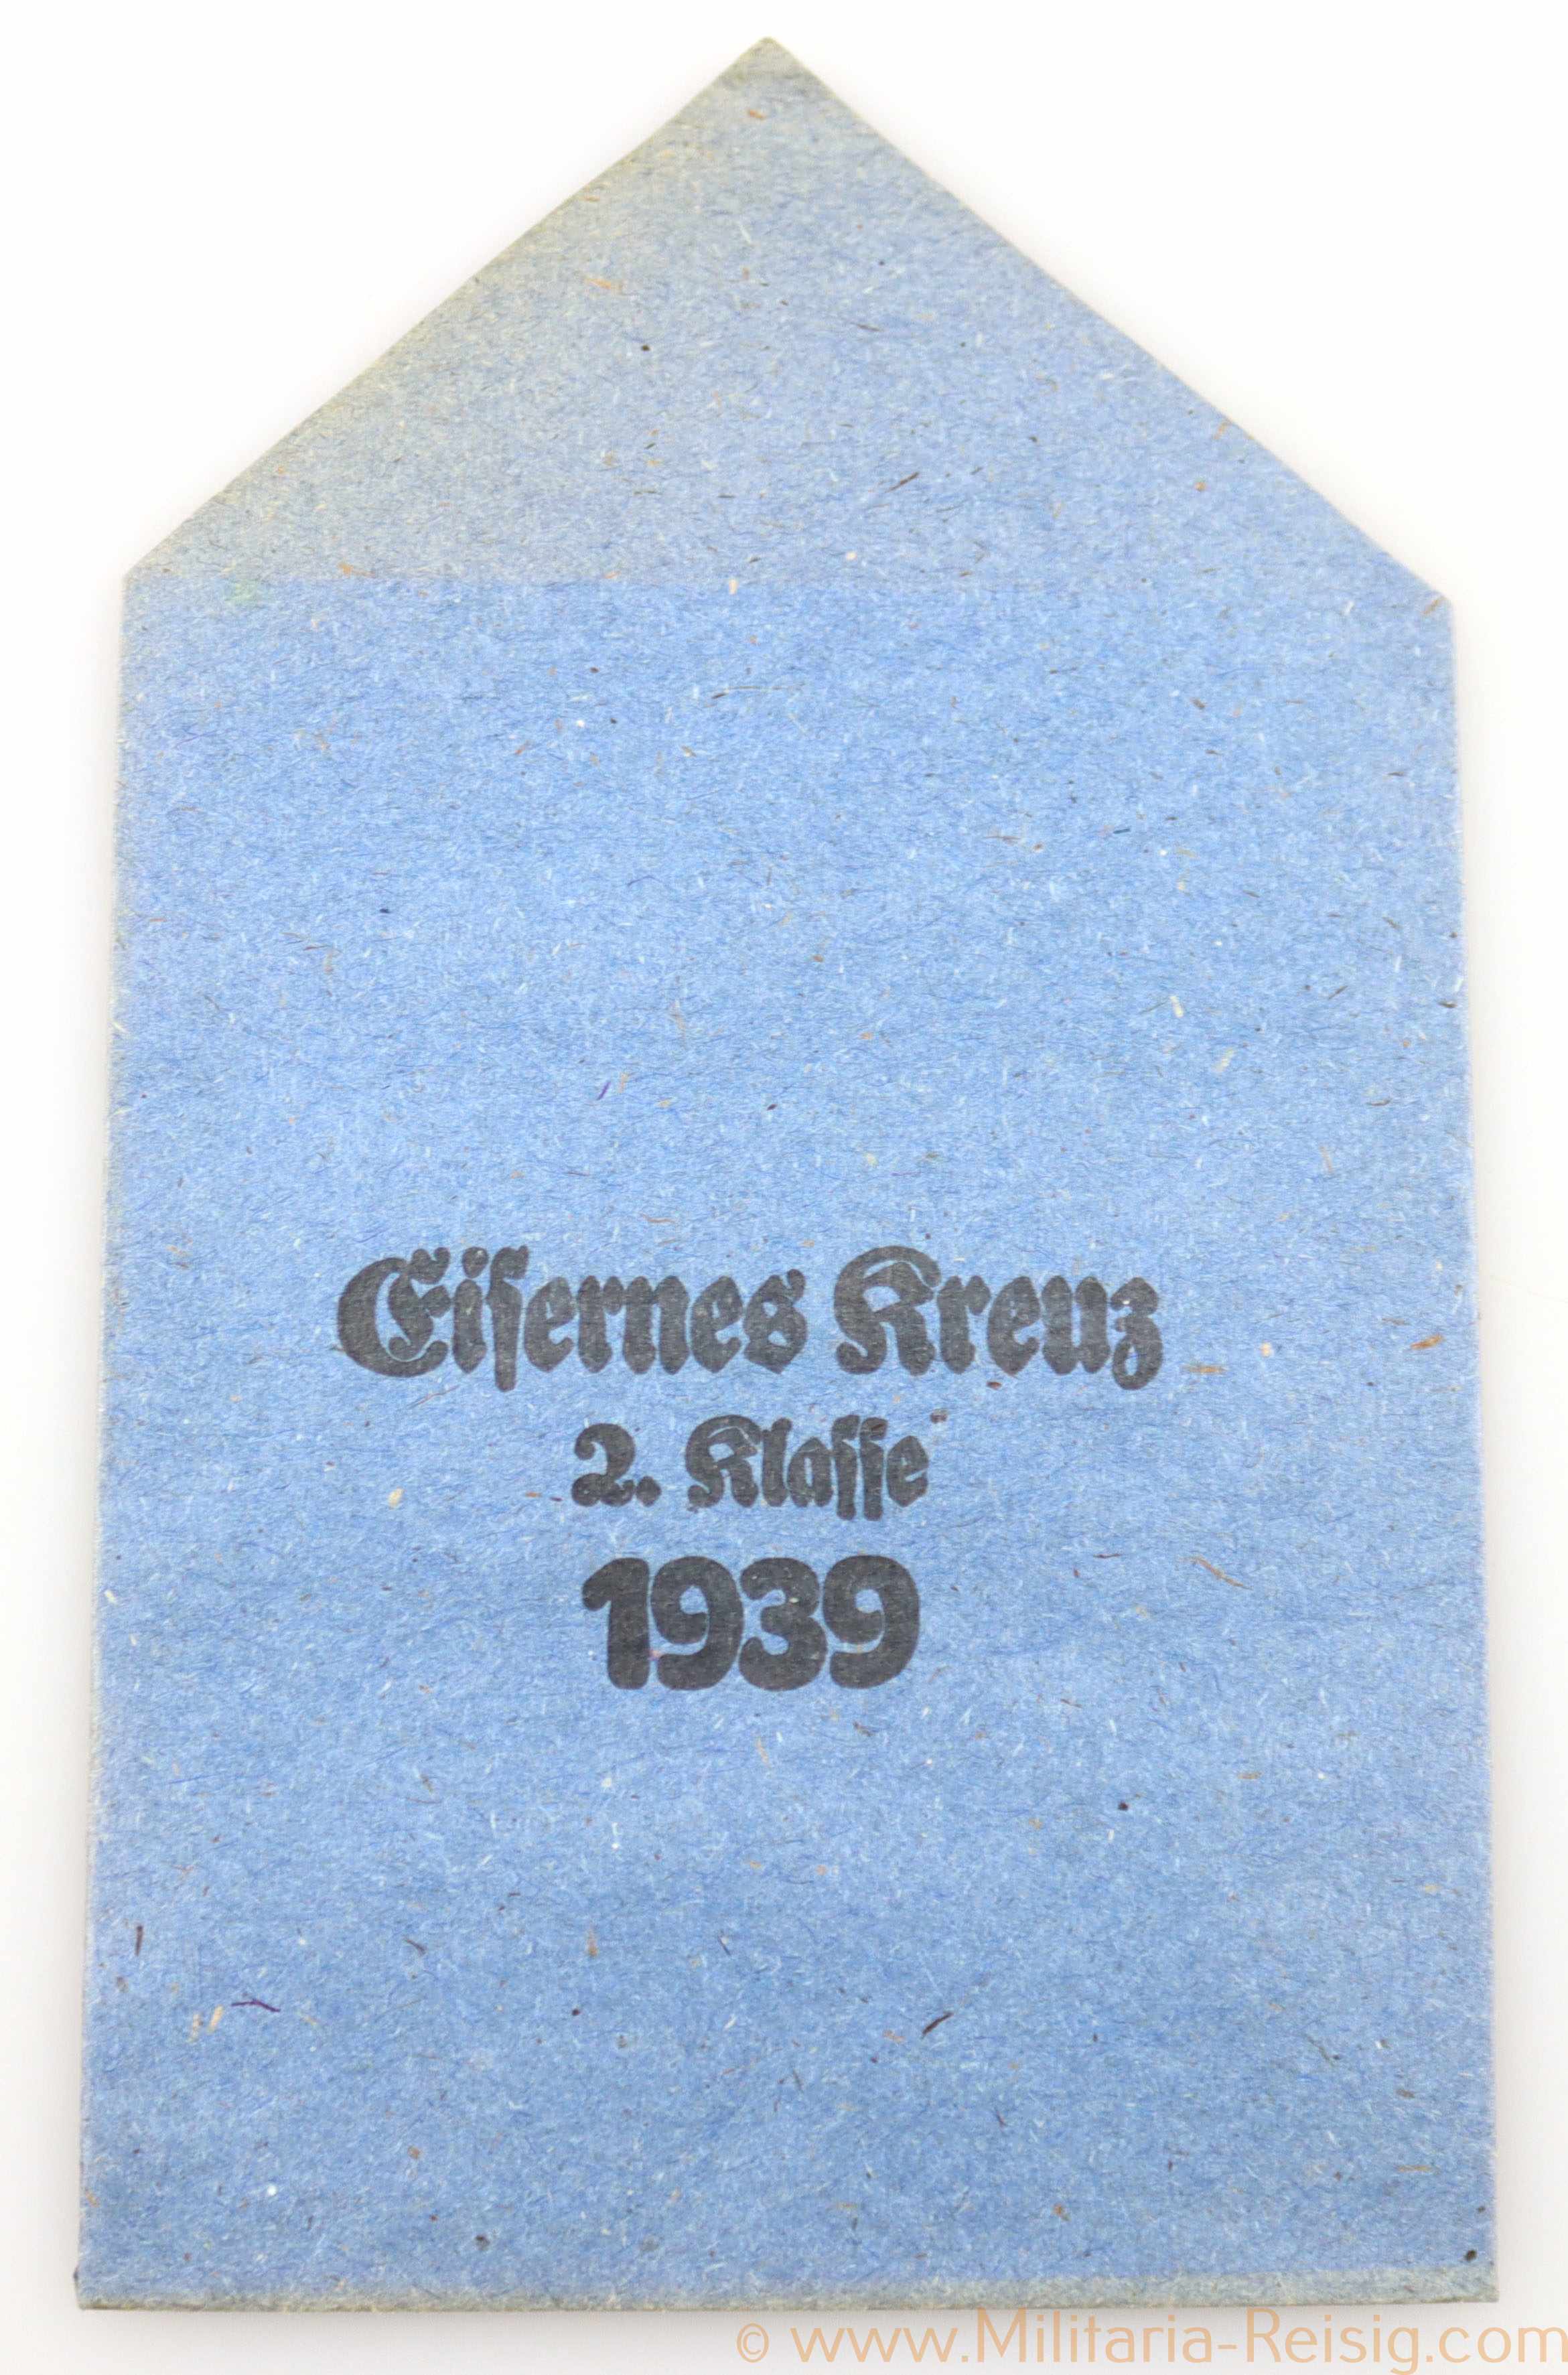 Eiſernes Kreuz
2. Klaſſe
1939
© www.Militaria-Reisig.com